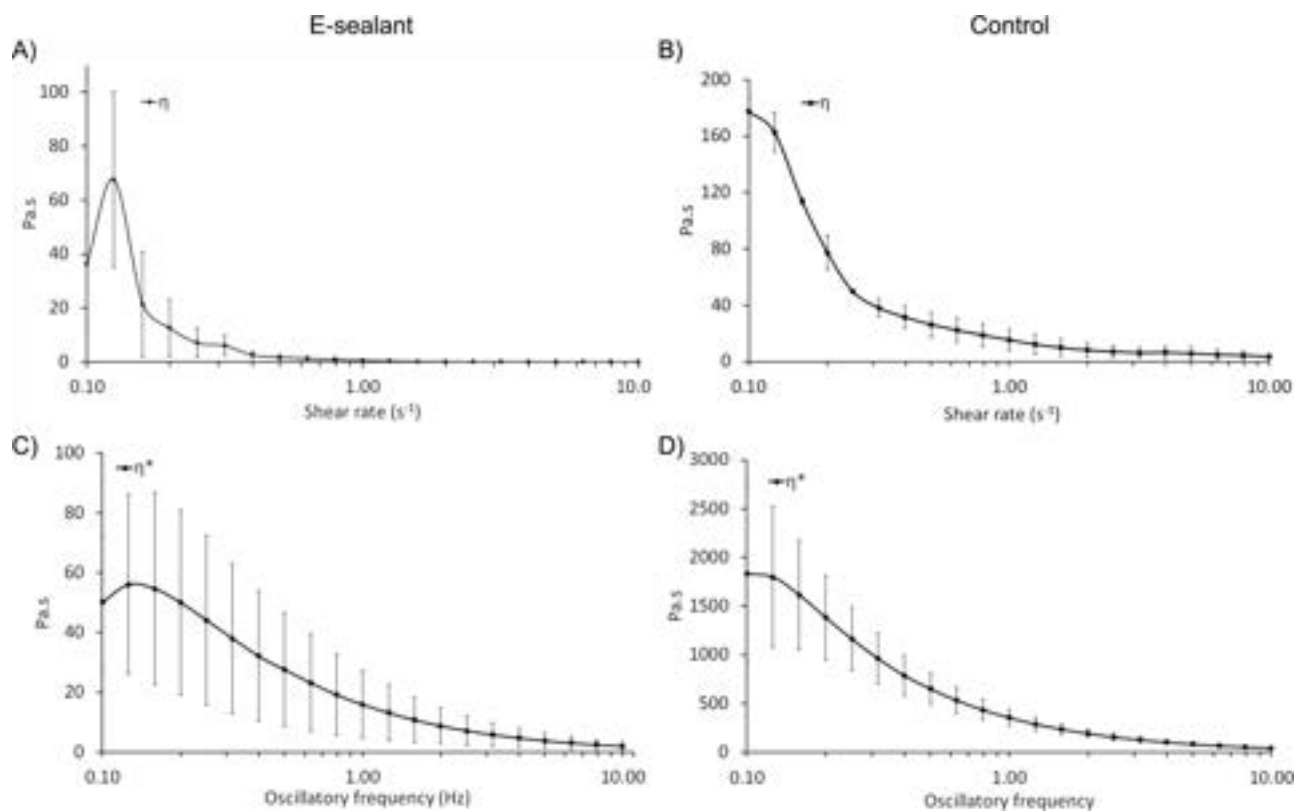 E-sealant
Control
A)
B)
η
η
100
80
60
40
20
0
Pa.s
0.10
1.00
10.0
Shear rate (s⁻¹)
200
160
120
80
40
0
Pa.s
0.10
1.00
10.00
Shear rate (s⁻¹)
C)
D)
η*
η*
100
80
60
40
20
0
Pa.s
0.10
1.00
10.00
Oscillatory frequency (Hz)
3000
2500
2000
1500
1000
500
0
Pa.s
0.10
1.00
10.00
Oscillatory frequency